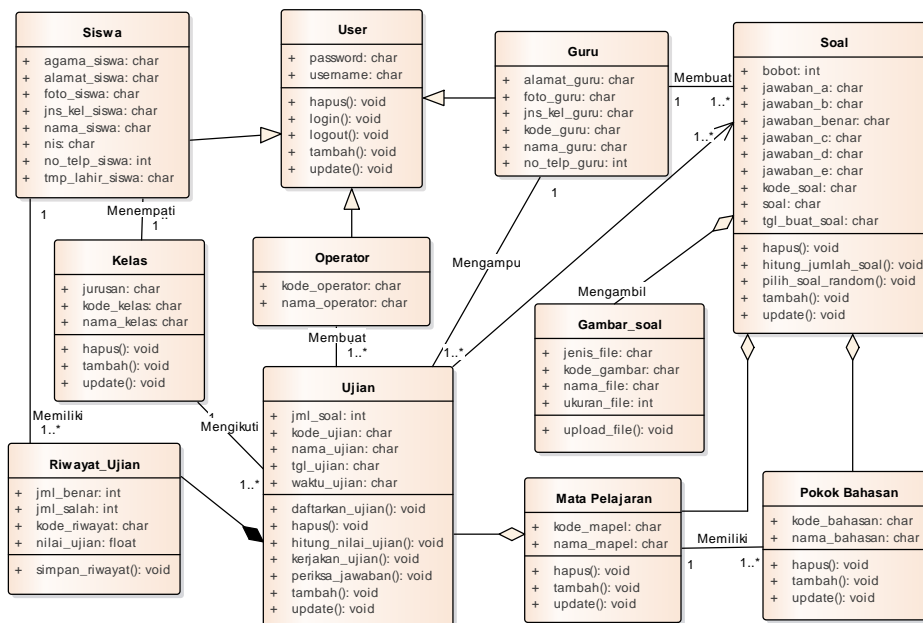 Siswa
+ agama_siswa: char
+ alamat_siswa: char
+ foto_siswa: char
+ jns_kel_siswa: char
+ nama_siswa: char
+ nis: char
+ no_telp_siswa: int
+ tmp_lahir_siswa: char
User
+ password: char
+ username: char
+ hapus(): void
+ login(): void
+ logout(): void
+ tambah(): void
+ update(): void
Guru
+ alamat_guru: char
+ foto_guru: char
+ jns_kel_guru: char
+ kode_guru: char
+ nama_guru: char
+ no_telp_guru: int
Membuat
1
1..*
Soal
+ bobot: int
+ jawaban_a: char
+ jawaban_b: char
+ jawaban_benar: char
+ jawaban_c: char
+ jawaban_d: char
+ jawaban_e: char
+ kode_soal: char
+ soal: char
+ tgl_buat_soal: char
+ hapus(): void
+ hitung_jumlah_soal(): void
+ pilih_soal_random(): void
+ tambah(): void
+ update(): void
1..*
1
Menempati
1..
1
Kelas
+ jurusan: char
+ kode_kelas: char
+ nama_kelas: char
+ hapus(): void
+ tambah(): void
+ update(): void
Operator
+ kode_operator: char
+ nama_operator: char
Mengampu
Mengambil
Gambar_soal
+ jenis_file: char
+ kode_gambar: char
+ nama_file: char
+ ukuran_file: int
+ upload_file(): void
Membuat
1..*
1..*
1
Mengikuti
1..*
Memiliki
1..*
Ujian
+ jml_soal: int
+ kode_ujian: char
+ nama_ujian: char
+ tgl_ujian: char
+ waktu_ujian: char
+ daftarkan_ujian(): void
+ hapus(): void
+ hitung_nilai_ujian(): void
+ kerjakan_ujian(): void
+ periksa_jawaban(): void
+ tambah(): void
+ update(): void
Riwayat_Ujian
+ jml_benar: int
+ jml_salah: int
+ kode_riwayat: char
+ nilai_ujian: float
+ simpan_riwayat(): void
Mata Pelajaran
+ kode_mapel: char
+ nama_mapel: char
+ hapus(): void
+ tambah(): void
+ update(): void
Memiliki
1
1..*
Pokok Bahasan
+ kode_bahasan: char
+ nama_bahasan: char
+ hapus(): void
+ tambah(): void
+ update(): void